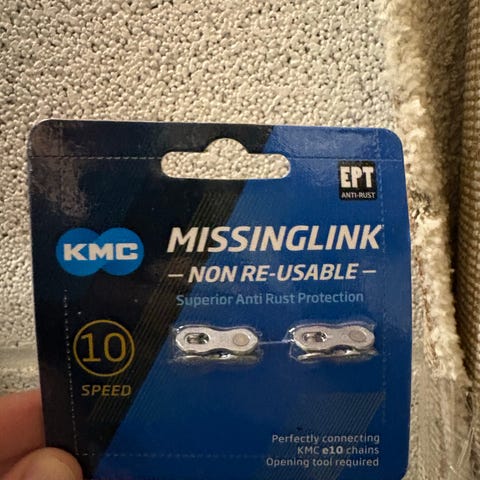 EPT
ANTI-RUST
KMC
MISSINGLINK
– NON RE-USABLE –
Superior Anti Rust Protection
10
SPEED
Perfectly connecting
KMC e10 chains
Opening tool required